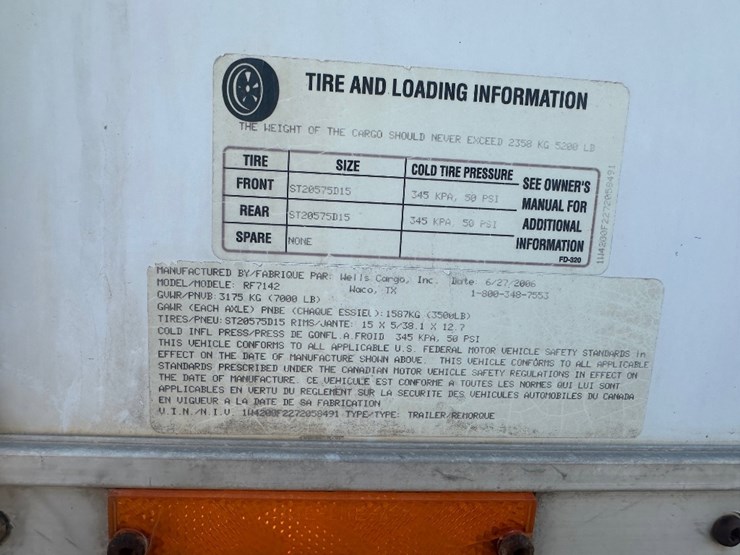 TIRE AND LOADING INFORMATION
THE WEIGHT OF THE CARGO SHOULD NEVER EXCEED 2358 KG 5200 LB
TIRE SIZE COLD TIRE PRESSURE SEE OWNER'S MANUAL FOR ADDITIONAL INFORMATION
FRONT ST20575D15 345 KPA, 50 PSI
REAR ST20575D15 345 KPA, 50 PSI
SPARE NONE
FD-320
1W4200F2272058491
MANUFACTURED BY/FABRIQUE PAR: Wells Cargo, Inc. Date 6/27/2006
MODEL/MODELE: RF7142 Waco, TX 1-800-348-7553
GVWR/PNVB: 3175 KG (7000 LB)
GAWR (EACH AXLE) PNBE (CHAQUE ESSIEU): 1587KG (3500LB)
TIRES/PNEU: ST20575D15 RIMS/JANTE: 15 X 5/38.1 X 12.7
COLD INFL PRESS/PRESS DE GONFL A FROID 345 KPA, 50 PSI
THIS VEHICLE CONFORMS TO ALL APPLICABLE U.S. FEDERAL MOTOR VEHICLE SAFETY STANDARDS in
EFFECT ON THE DATE OF MANUFACTURE SHOWN ABOVE. THIS VEHICLE CONFORMS TO ALL APPLICABLE
STANDARDS PRESCRIBED UNDER THE CANADIAN MOTOR VEHICLE SAFETY REGULATIONS IN EFFECT ON
THE DATE OF MANUFACTURE. CE VEHICULE EST CONFORME A TOUTES LES NORMES QUI LUI SONT
APPLICABLES EN VERTU DU REGLEMENT SUR LA SECURITE DES VEHICULES AUTOMOBILES DU CANADA
EN VIGUEUR A LA DATE DE SA FABRICATION
V.I.N./N.I.V. 1W4200F2272058491 TYPE/TYPE: TRAILER/REMORQUE